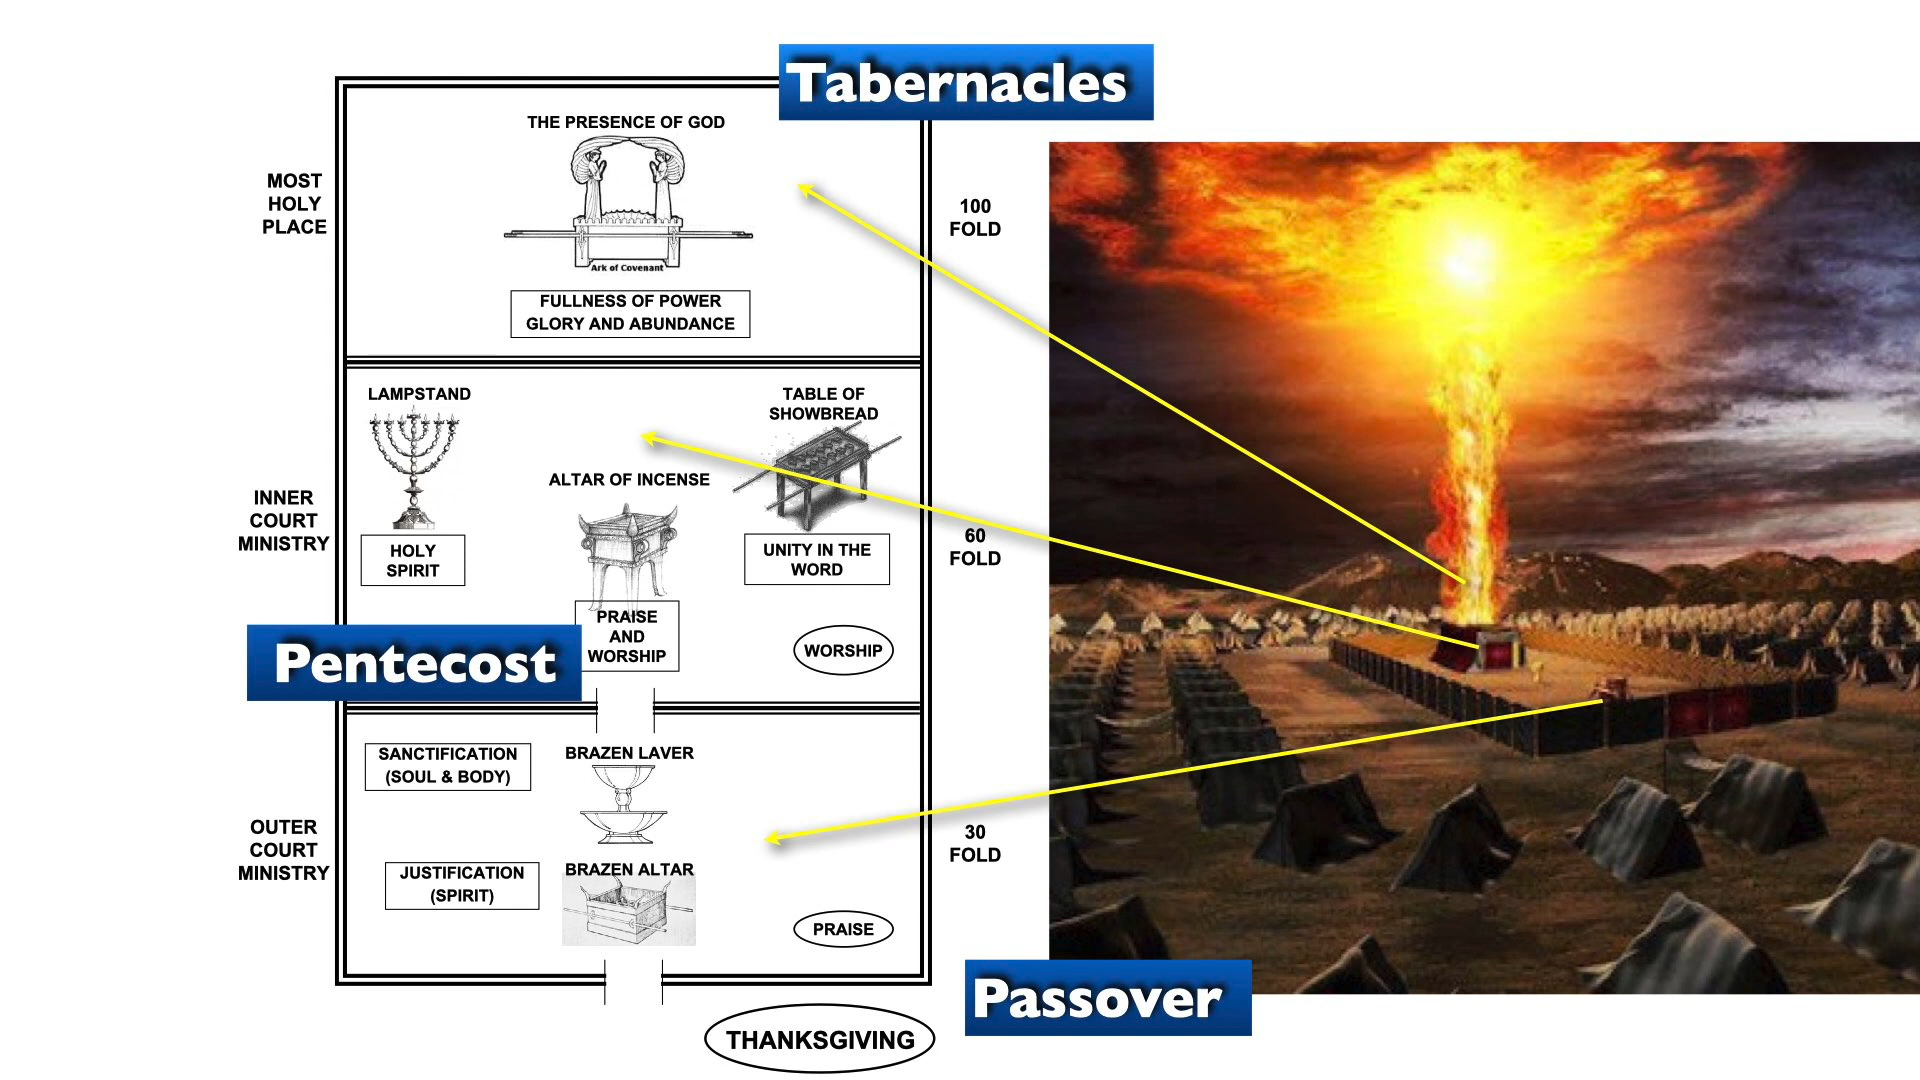 Tabernacles
THE PRESENCE OF GOD
MOST
HOLY
PLACE
Ark of Covenant
100
FOLD
FULLNESS OF POWER
GLORY AND ABUNDANCE
LAMPSTAND
TABLE OF
SHOWBREAD
ALTAR OF INCENSE
INNER
COURT
MINISTRY
HOLY
SPIRIT
UNITY IN THE
WORD
60
FOLD
PRAISE
AND
WORSHIP
WORSHIP
Pentecost
SANCTIFICATION
(SOUL & BODY)
BRAZEN LAVER
OUTER
COURT
MINISTRY
30
FOLD
JUSTIFICATION
(SPIRIT)
BRAZEN ALTAR
PRAISE
Passover
THANKSGIVING